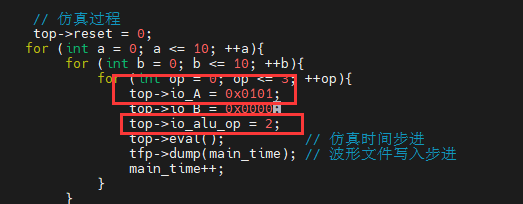 // 仿真过程
top->reset = 0;
for (int a = 0; a <= 10; ++a){
for (int b = 0; b <= 10; ++b){
for (int op = 0; op <= 3; ++op){
top->io_A = 0x0101;
top->io_B = 0x0000;
top->io_alu_op = 2;
top->eval(); // 仿真时间步进
tfp->dump(main_time); // 波形文件写入步进
main_time++;
}
}